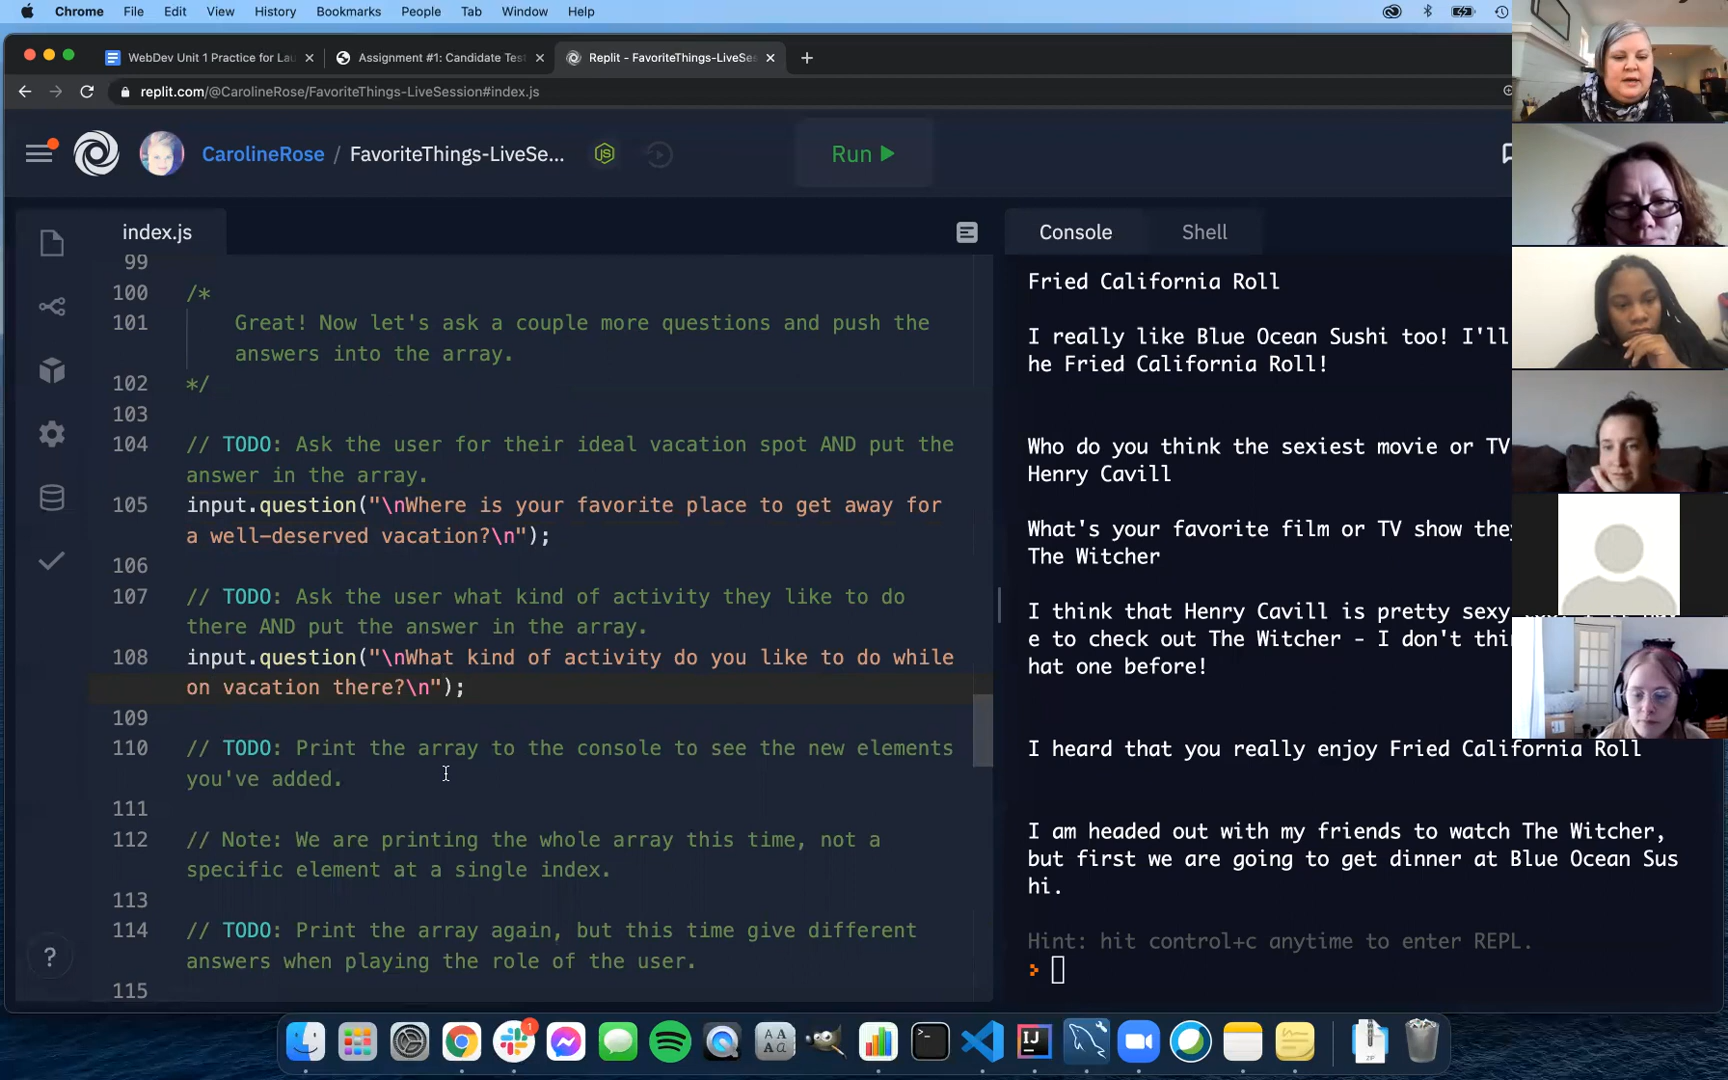 Chrome File Edit View History Bookmarks People Tab Window Help
WebDev Unit 1 Practice for Lau
Assignment #1: Candidate Test
Replit - FavoriteThings-LiveSes
replit.com/@CarolineRose/FavoriteThings-LiveSession#index.js
CarolineRose / FavoriteThings-LiveSe...
Run
index.js
99
100 /*
101 Great! Now let's ask a couple more questions and push the
answers into the array.
102 */
103
104 // TODO: Ask the user for their ideal vacation spot AND put the
answer in the array.
105 input.question("\nWhere is your favorite place to get away for
a well-deserved vacation?\n");
106
107 // TODO: Ask the user what kind of activity they like to do
there AND put the answer in the array.
108 input.question("\nWhat kind of activity do you like to do while
on vacation there?\n");
109
110 // TODO: Print the array to the console to see the new elements
you've added.
111
112 // Note: We are printing the whole array this time, not a
specific element at a single index.
113
114 // TODO: Print the array again, but this time give different
answers when playing the role of the user.
115
?
Console Shell
Fried California Roll
I really like Blue Ocean Sushi too! I'll
he Fried California Roll!
Who do you think the sexiest movie or TV
Henry Cavill
What's your favorite film or TV show they
The Witcher
I think that Henry Cavill is pretty sexy
e to check out The Witcher - I don't thi
hat one before!
I heard that you really enjoy Fried California Roll
I am headed out with my friends to watch The Witcher,
but first we are going to get dinner at Blue Ocean Sus
hi.
Hint: hit control+c anytime to enter REPL.
1
AA
AA
IJ
ZIP